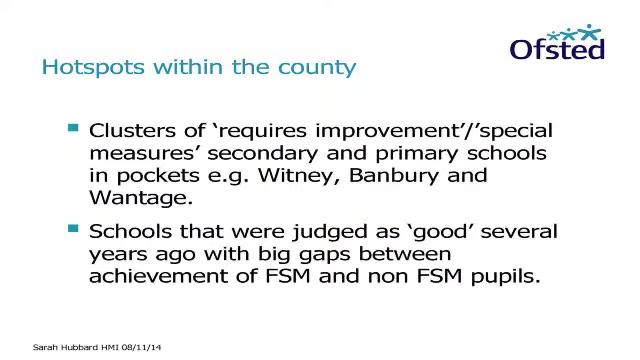 Ofsted
Hotspots within the county
Clusters of ‘requires improvement’/’special
measures’ secondary and primary schools
in pockets e.g. Witney, Banbury and
Wantage.
Schools that were judged as ‘good’ several
years ago with big gaps between
achievement of FSM and non FSM pupils.
Sarah Hubbard HMI 08/11/14